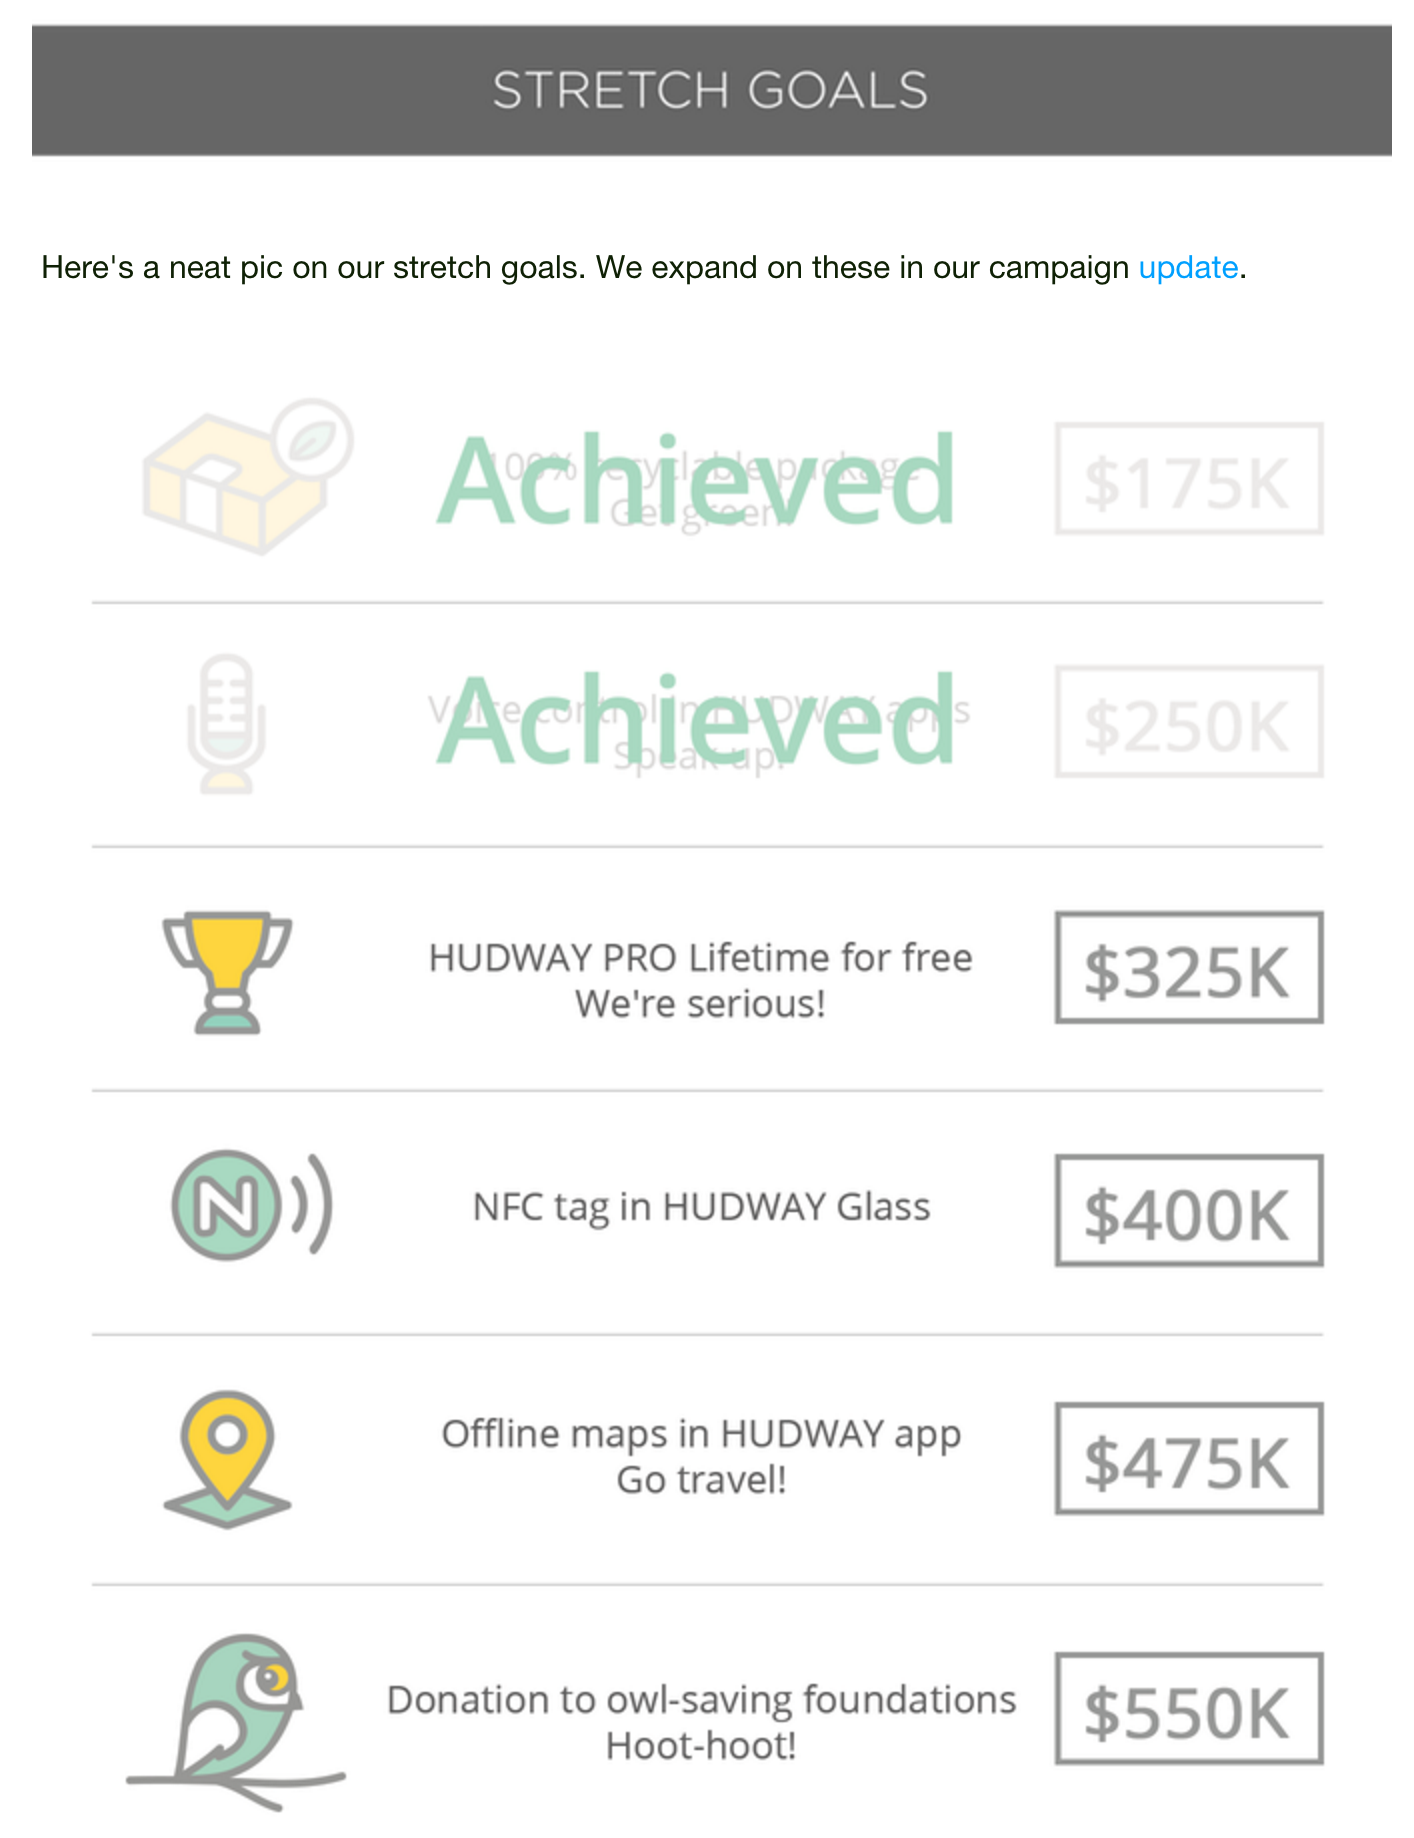 STRETCH GOALS
Here's a neat pic on our stretch goals. We expand on these in our campaign update.
Achieved
100% recyclable package
Get green!
$175K
Achieved
Voice control in HUDWAY apps
Speak up!
$250K
HUDWAY PRO Lifetime for free
We're serious!
$325K
N
NFC tag in HUDWAY Glass
$400K
Offline maps in HUDWAY app
Go travel!
$475K
Donation to owl-saving foundations
Hoot-hoot!
$550K